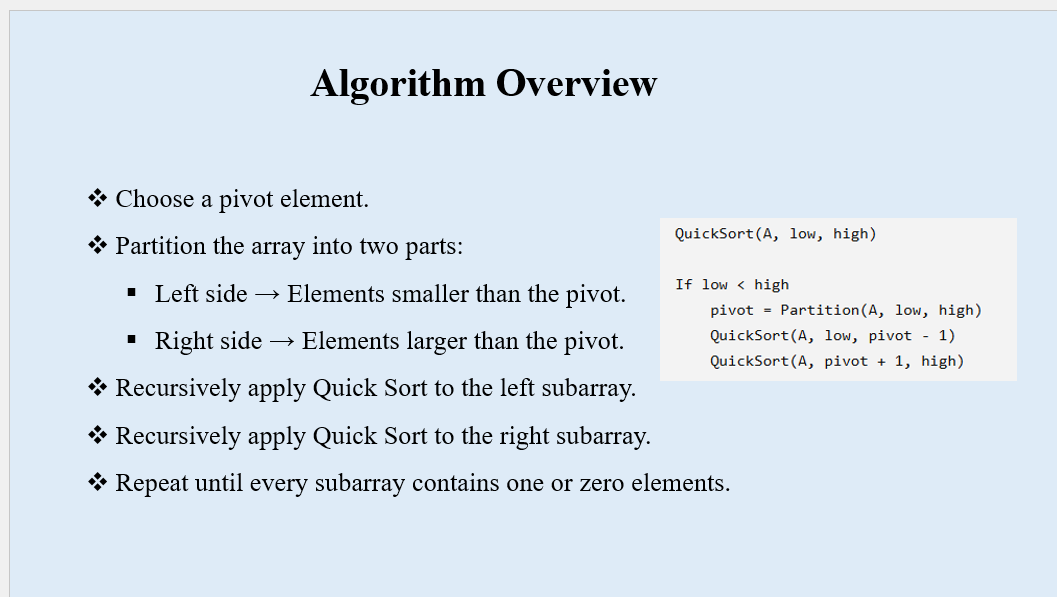 Algorithm Overview
❖ Choose a pivot element.
❖ Partition the array into two parts:
▪ Left side → Elements smaller than the pivot.
▪ Right side → Elements larger than the pivot.
❖ Recursively apply Quick Sort to the left subarray.
❖ Recursively apply Quick Sort to the right subarray.
❖ Repeat until every subarray contains one or zero elements.
QuickSort(A, low, high)
If low < high
    pivot = Partition(A, low, high)
    QuickSort(A, low, pivot - 1)
    QuickSort(A, pivot + 1, high)